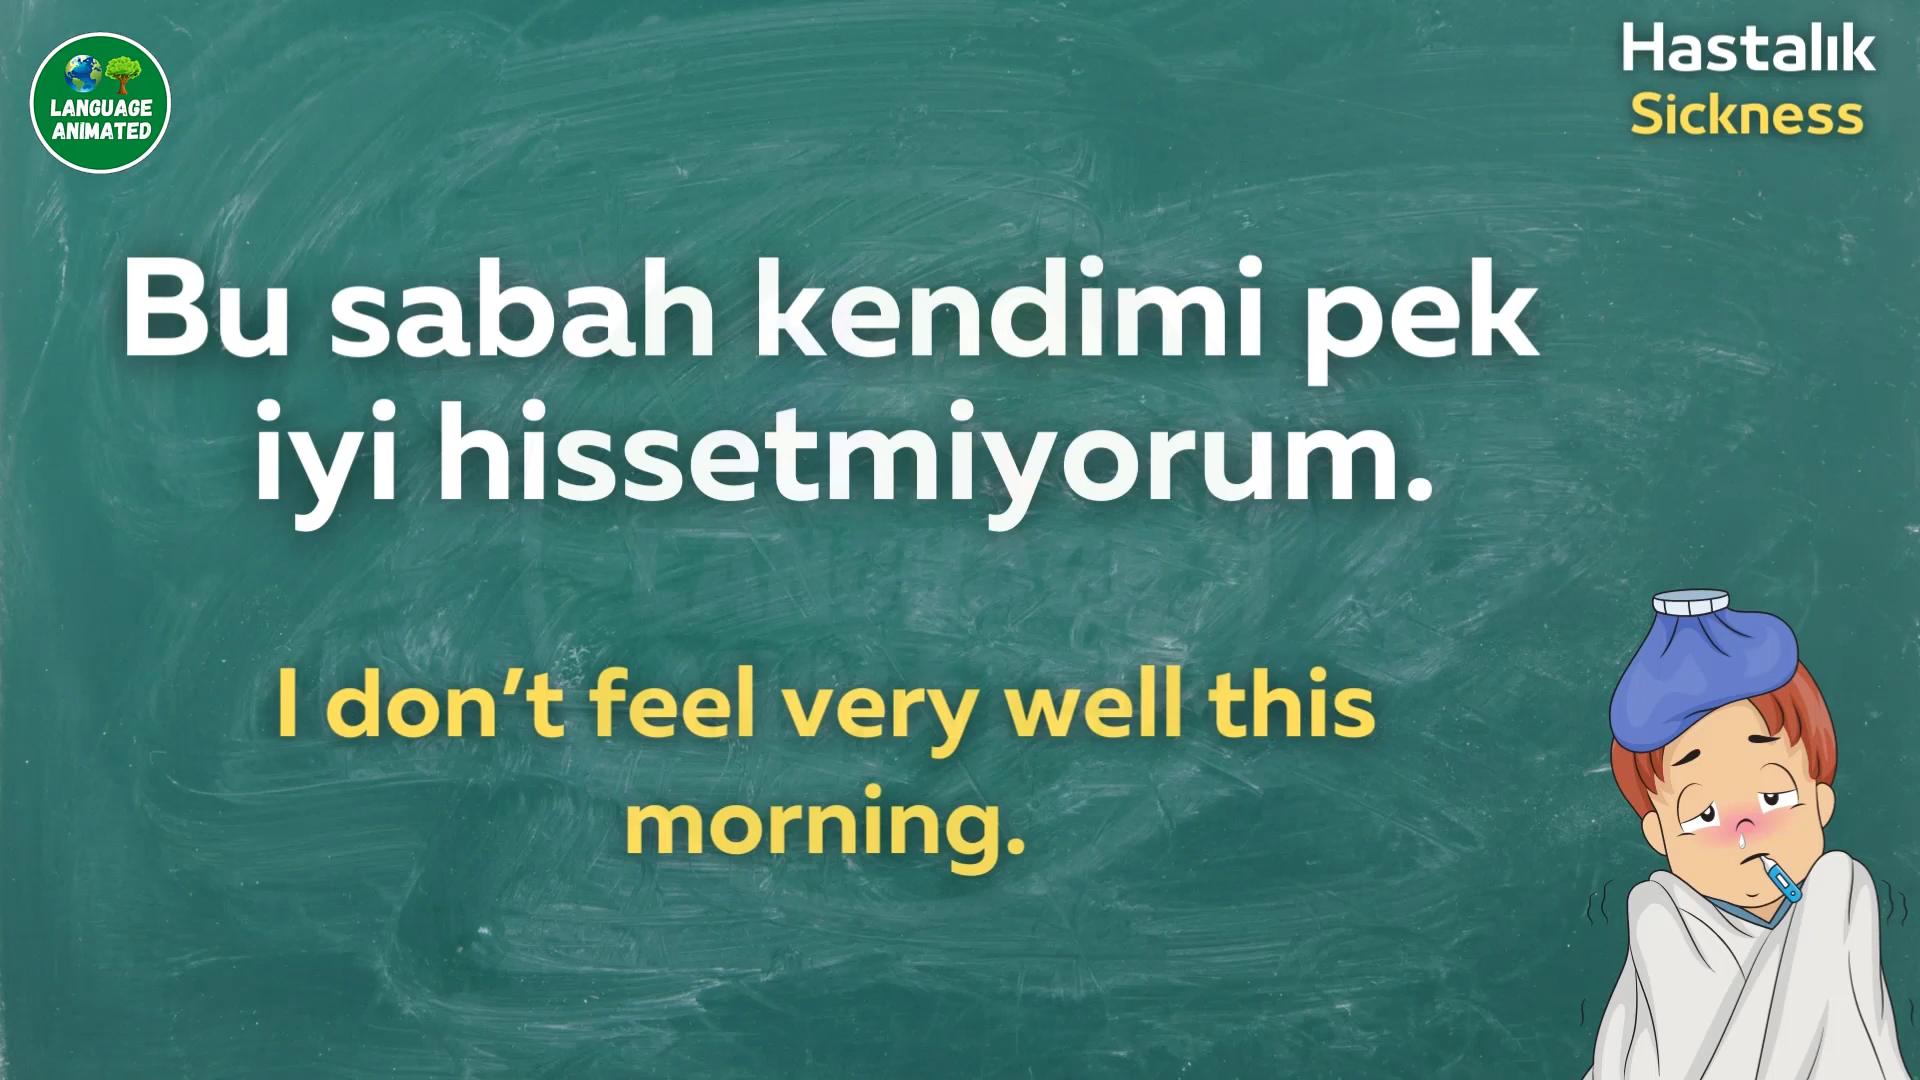 LANGUAGE
ANIMATED
Hastalık
Sickness
Bu sabah kendimi pek
iyi hissetmiyorum.
I don’t feel very well this
morning.